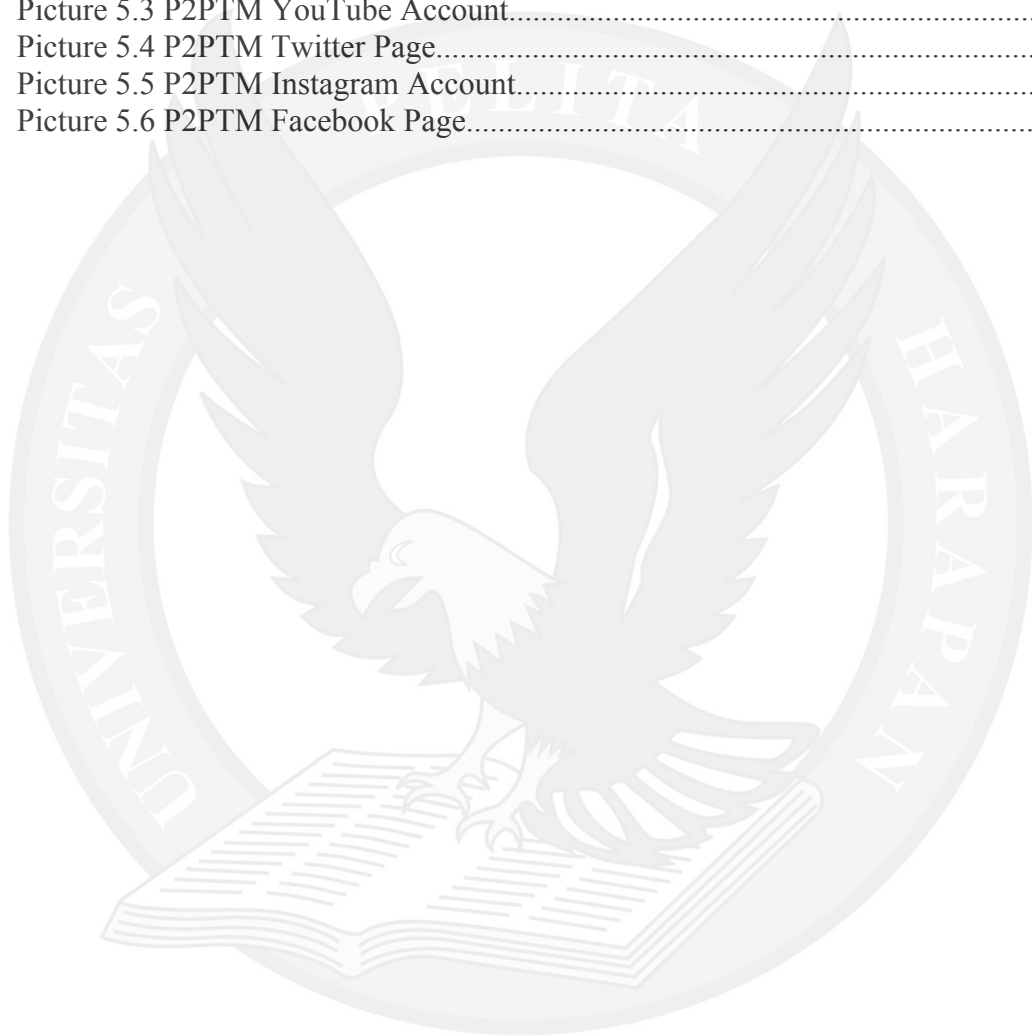 Picture 5.3 P2PTM YouTube Account..............................................................................
Picture 5.4 P2PTM Twitter Page.......................................................................................
Picture 5.5 P2PTM Instagram Account............................................................................
Picture 5.6 P2PTM Facebook Page...................................................................................
UNIVERSITAS PELITA HARAPAN